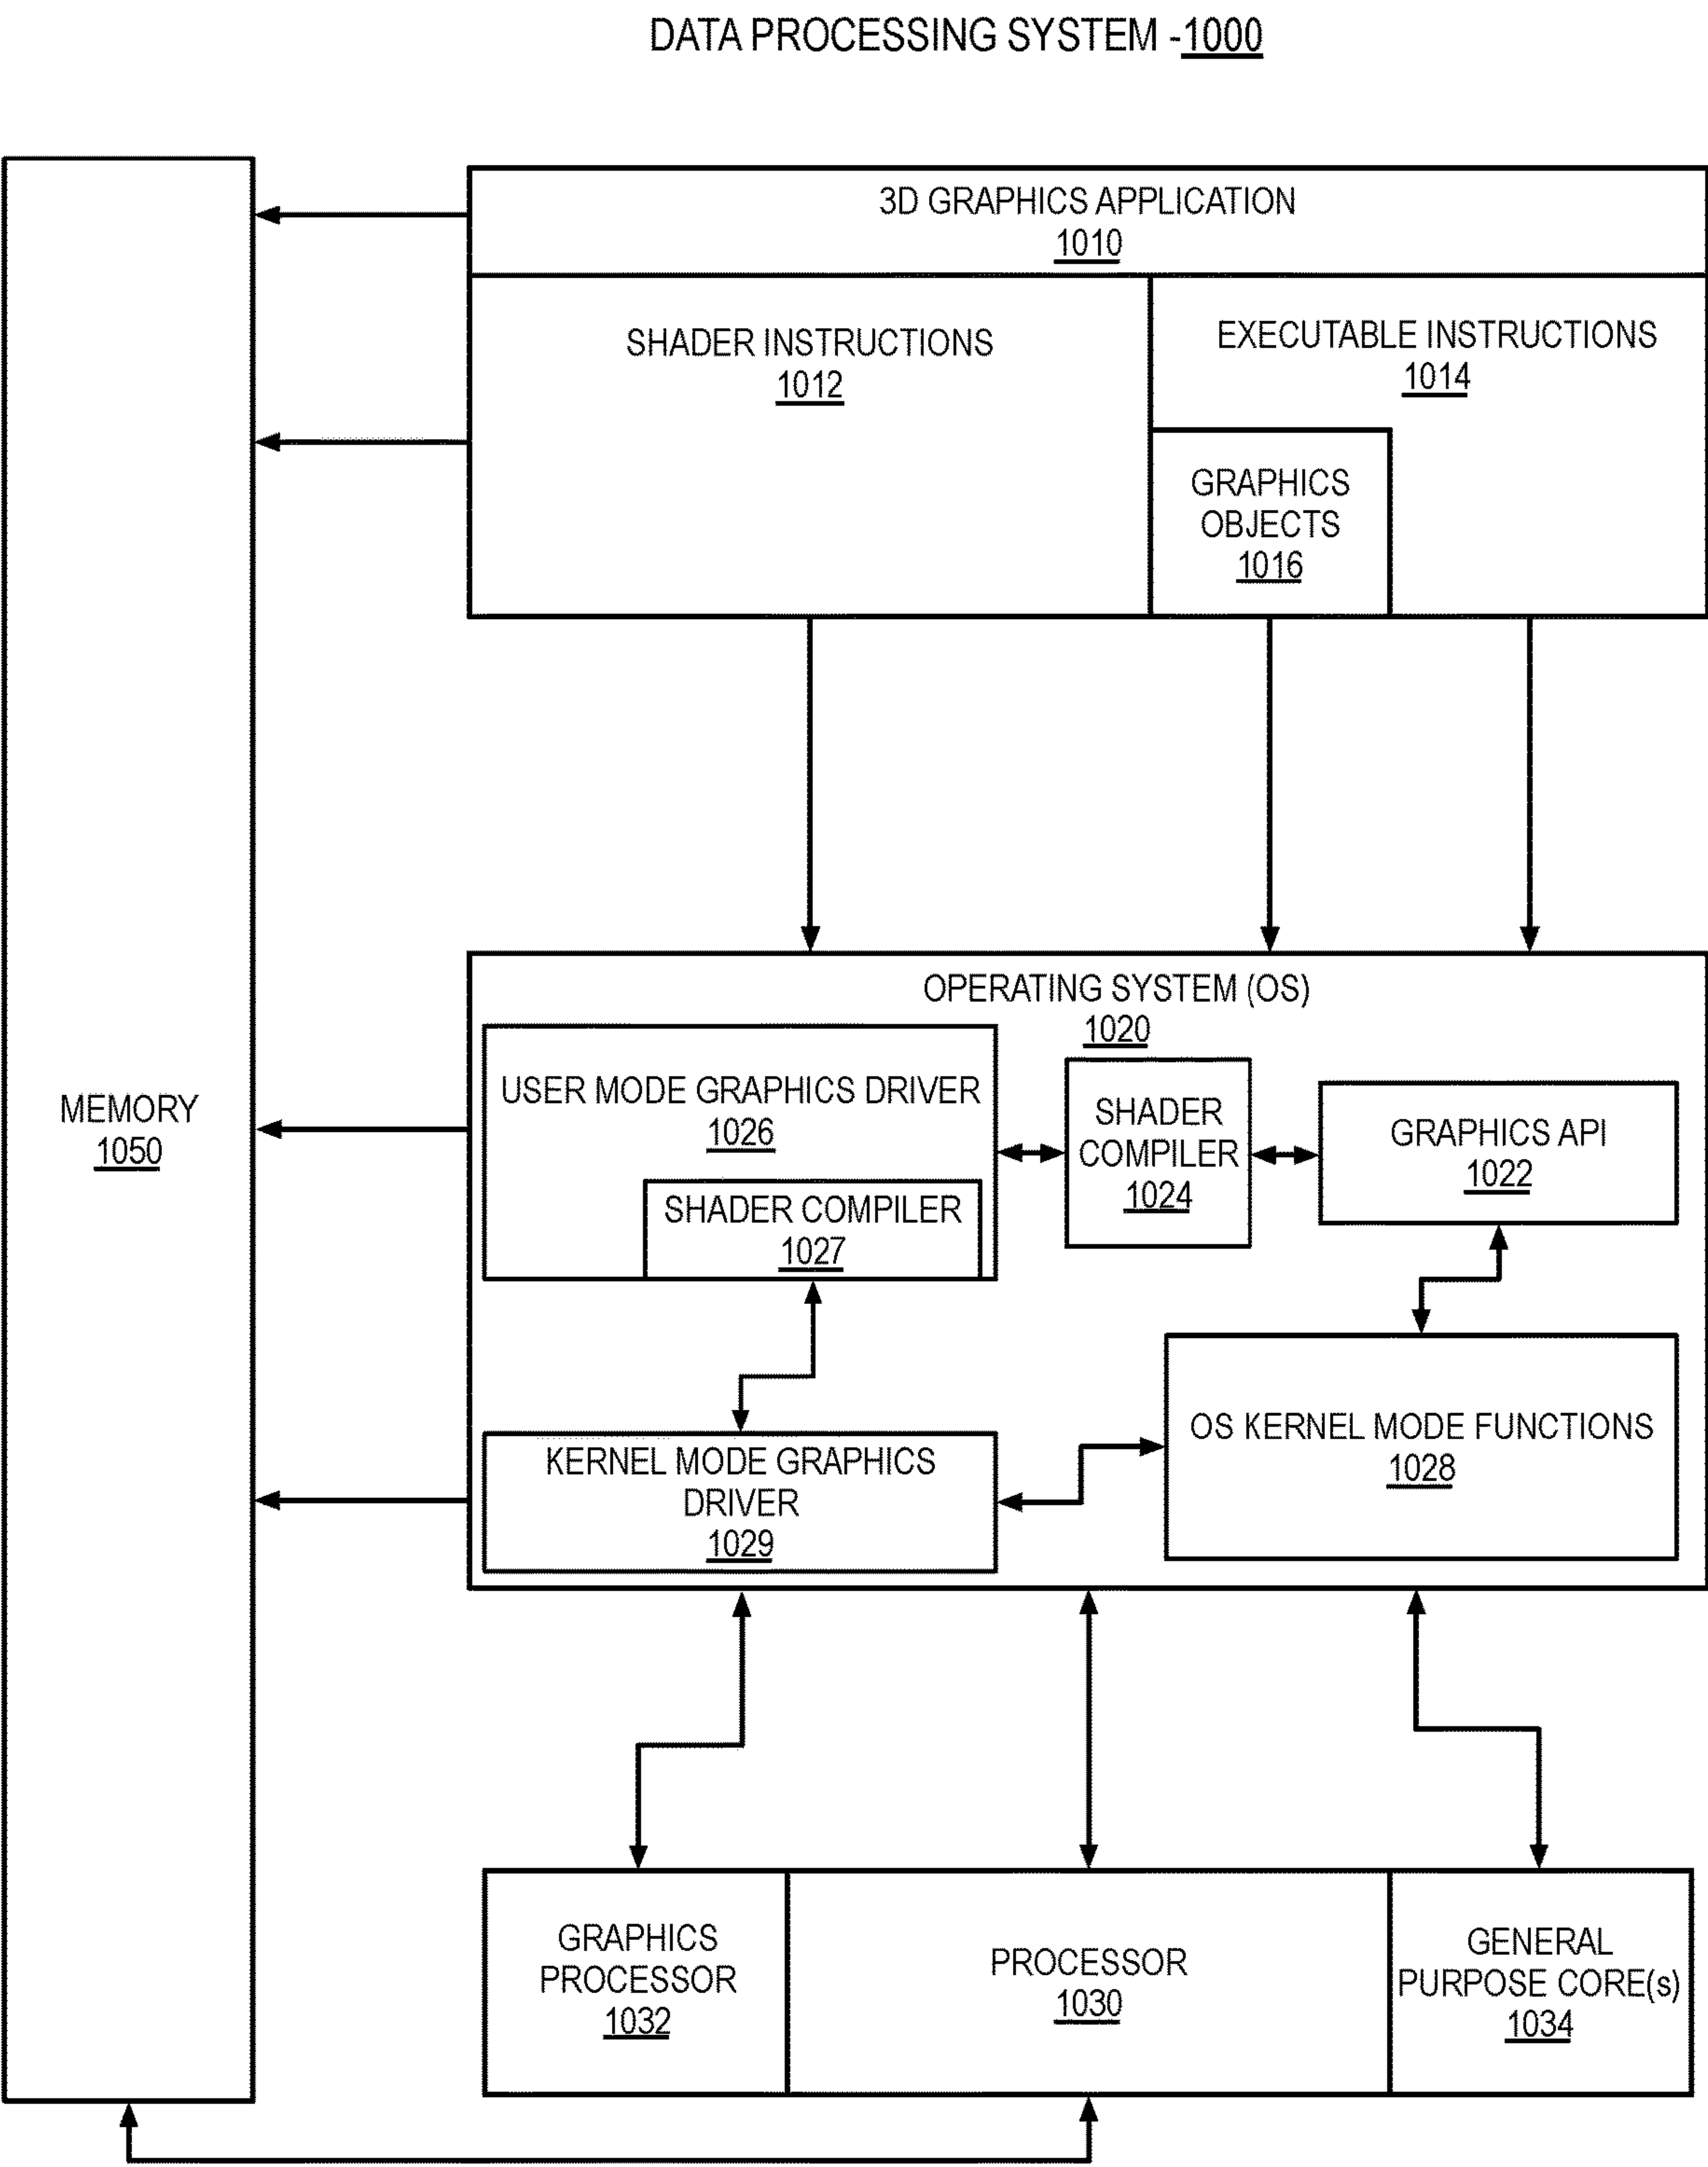 DATA PROCESSING SYSTEM -1000
3D GRAPHICS APPLICATION
1010
SHADER INSTRUCTIONS
1012
EXECUTABLE INSTRUCTIONS
1014
GRAPHICS
OBJECTS
1016
MEMORY
1050
OPERATING SYSTEM (OS)
1020
USER MODE GRAPHICS DRIVER
1026
SHADER COMPILER
1027
SHADER
COMPILER
1024
GRAPHICS API
1022
KERNEL MODE GRAPHICS
DRIVER
1029
OS KERNEL MODE FUNCTIONS
1028
GRAPHICS
PROCESSOR
1032
PROCESSOR
1030
GENERAL
PURPOSE CORE(s)
1034